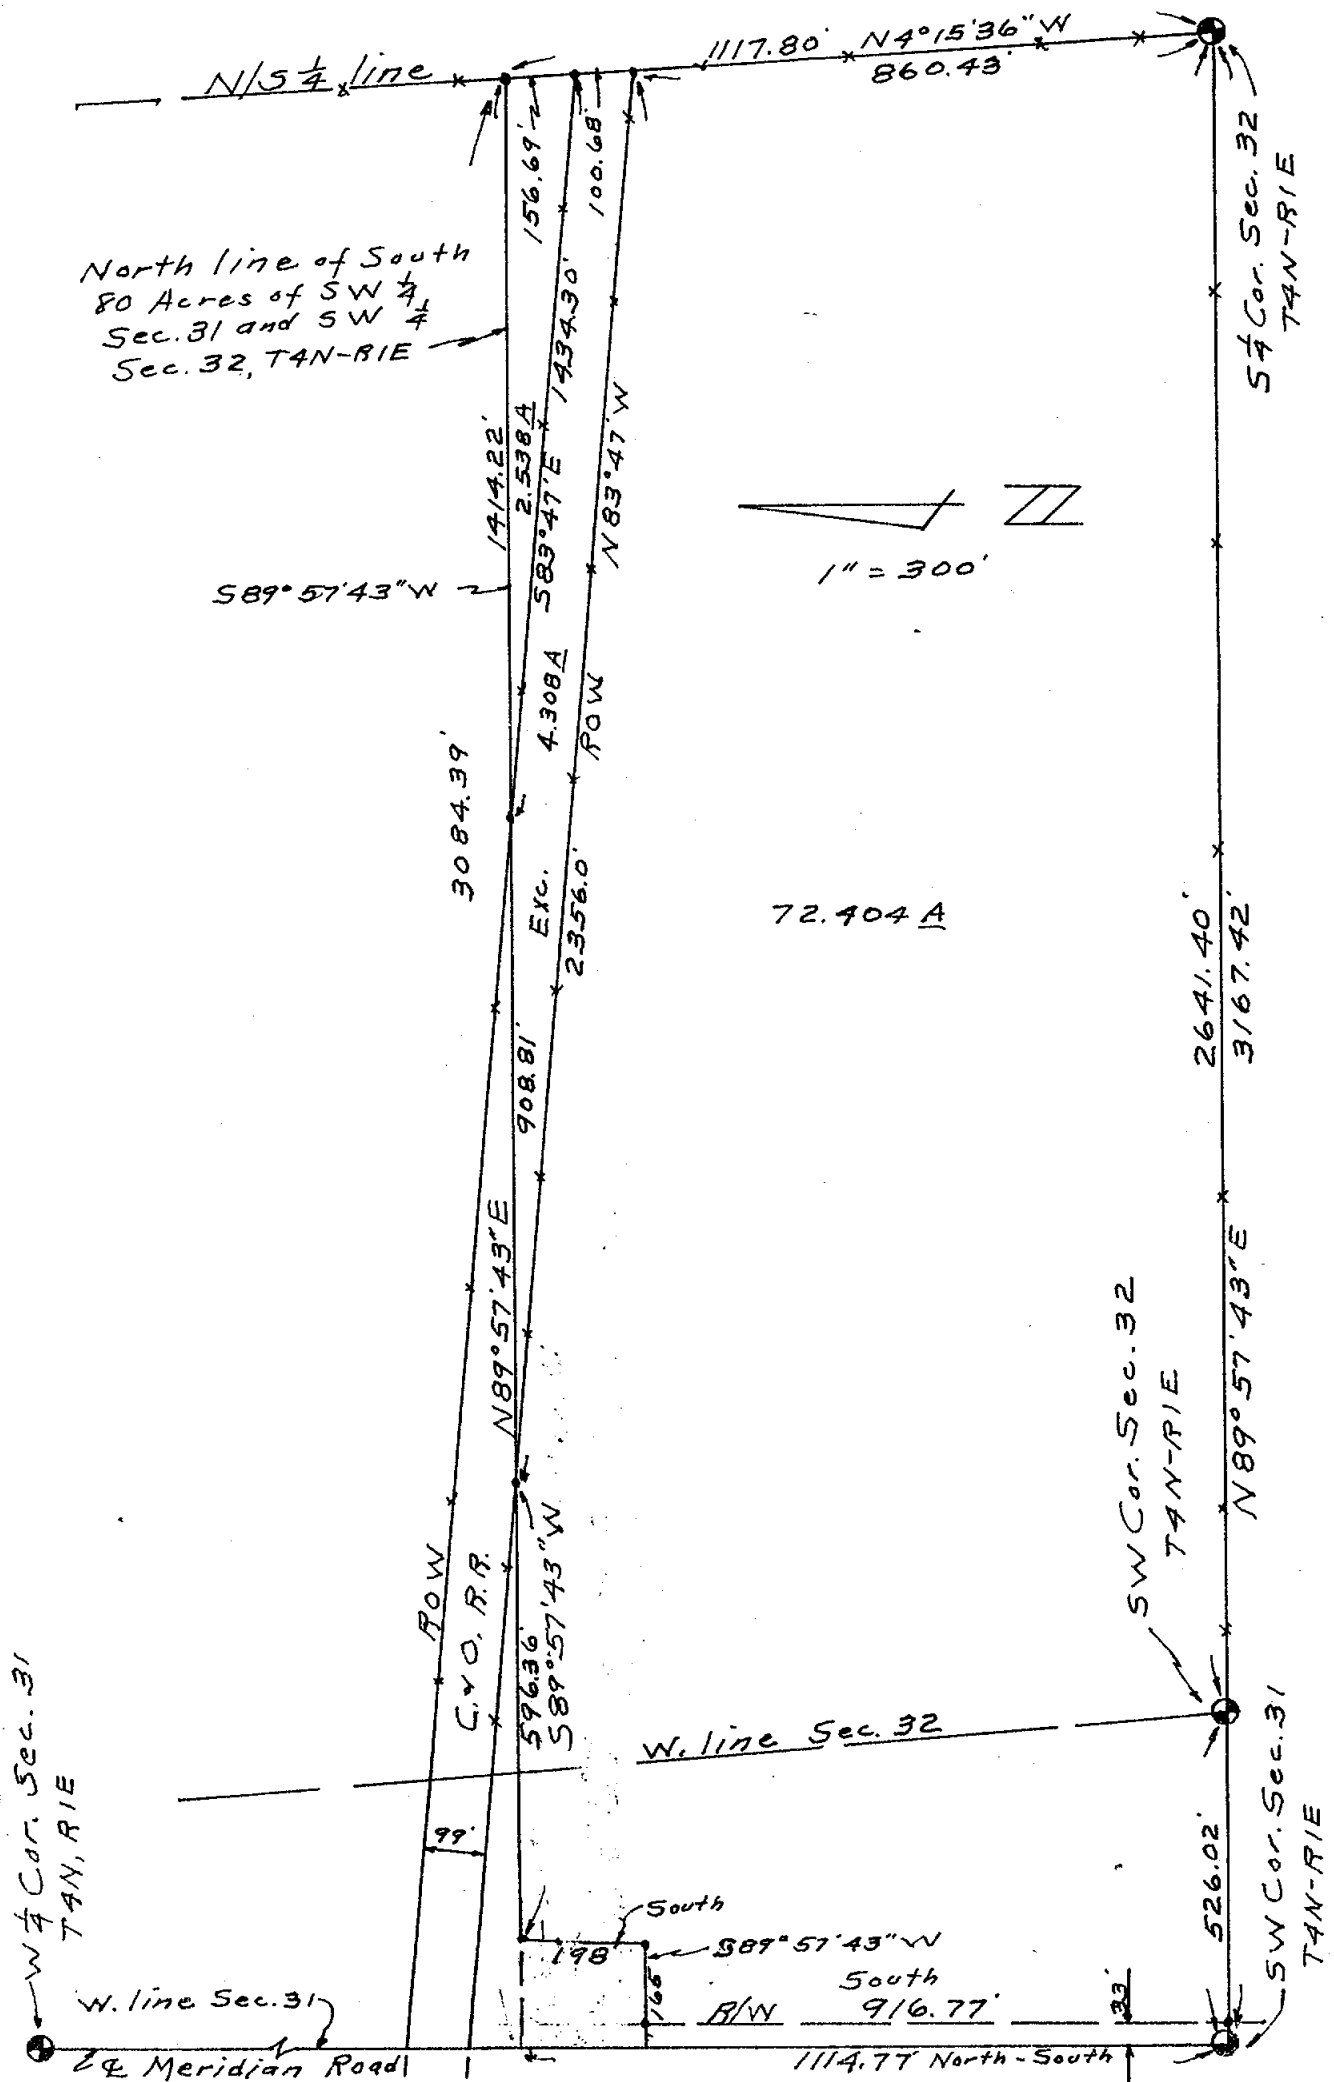 N/S 1/4 line
1117.80' N4°15'36"W
860.43'
156.69'
100.68'
S 1/4 Cor. Sec. 32
T4N-R1E
North line of South
80 Acres of SW 1/4
Sec. 31 and SW 1/4
Sec. 32, T4N-R1E
1414.22'
2.538 A
S83°47'E 1434.30'
N83°47'W
N
1" = 300'
S89°57'43"W
3084.39'
4.308 A
Exc.
ROW
2356.0'
72.404 A
2641.40'
3167.42'
908.81'
N89°57'43"E
N89°57'43"E
SW Cor. Sec. 32
T4N-R1E
ROW
C.&O. R.R.
596.36'
S89°57'43"W
W. line Sec. 32
W 1/4 Cor. Sec. 31
T4N, R1E
99'
526.02'
SW Cor. Sec. 31
T4N-R1E
South
198'
S89°57'43"W
165'
South
R/W 916.77'
33'
W. line Sec. 31
℄ Meridian Road
1114.77 North-South